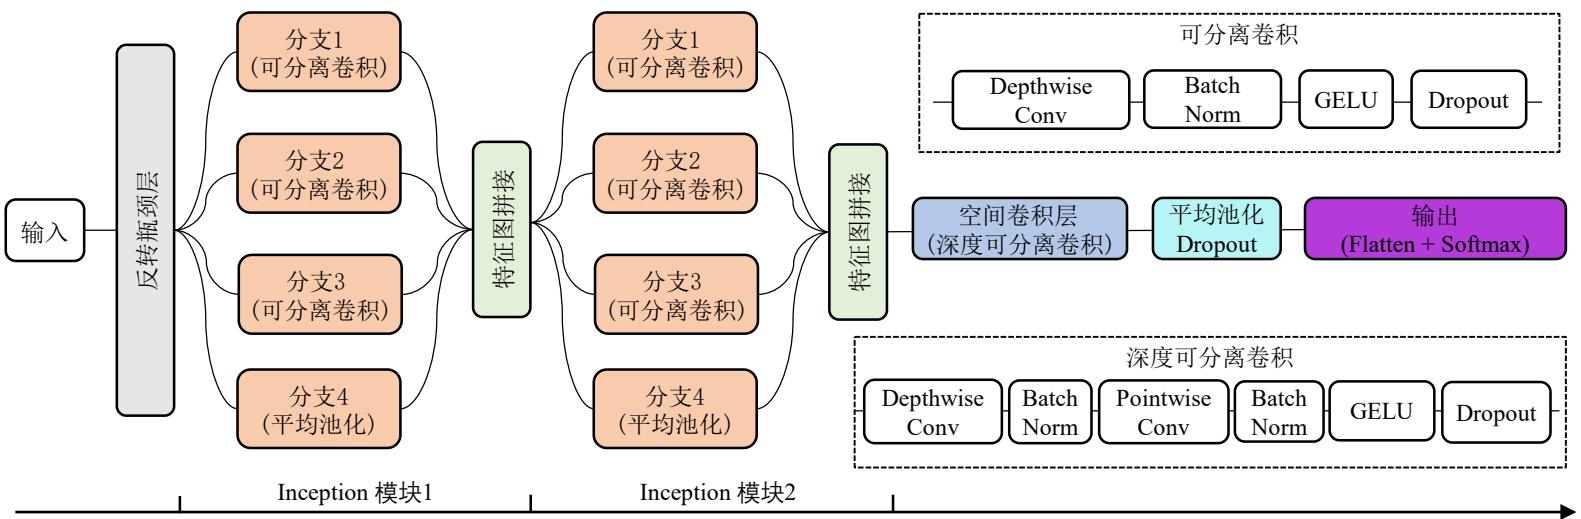 输入
反转瓶颈层
分支1
(可分离卷积)
分支2
(可分离卷积)
分支3
(可分离卷积)
分支4
(平均池化)
特征图拼接
分支1
(可分离卷积)
分支2
(可分离卷积)
分支3
(可分离卷积)
分支4
(平均池化)
特征图拼接
可分离卷积
Depthwise
Conv
Batch
Norm
GELU
Dropout
空间卷积层
(深度可分离卷积)
平均池化
Dropout
输出
(Flatten + Softmax)
深度可分离卷积
Depthwise
Conv
Batch
Norm
Pointwise
Conv
Batch
Norm
GELU
Dropout
Inception 模块1
Inception 模块2